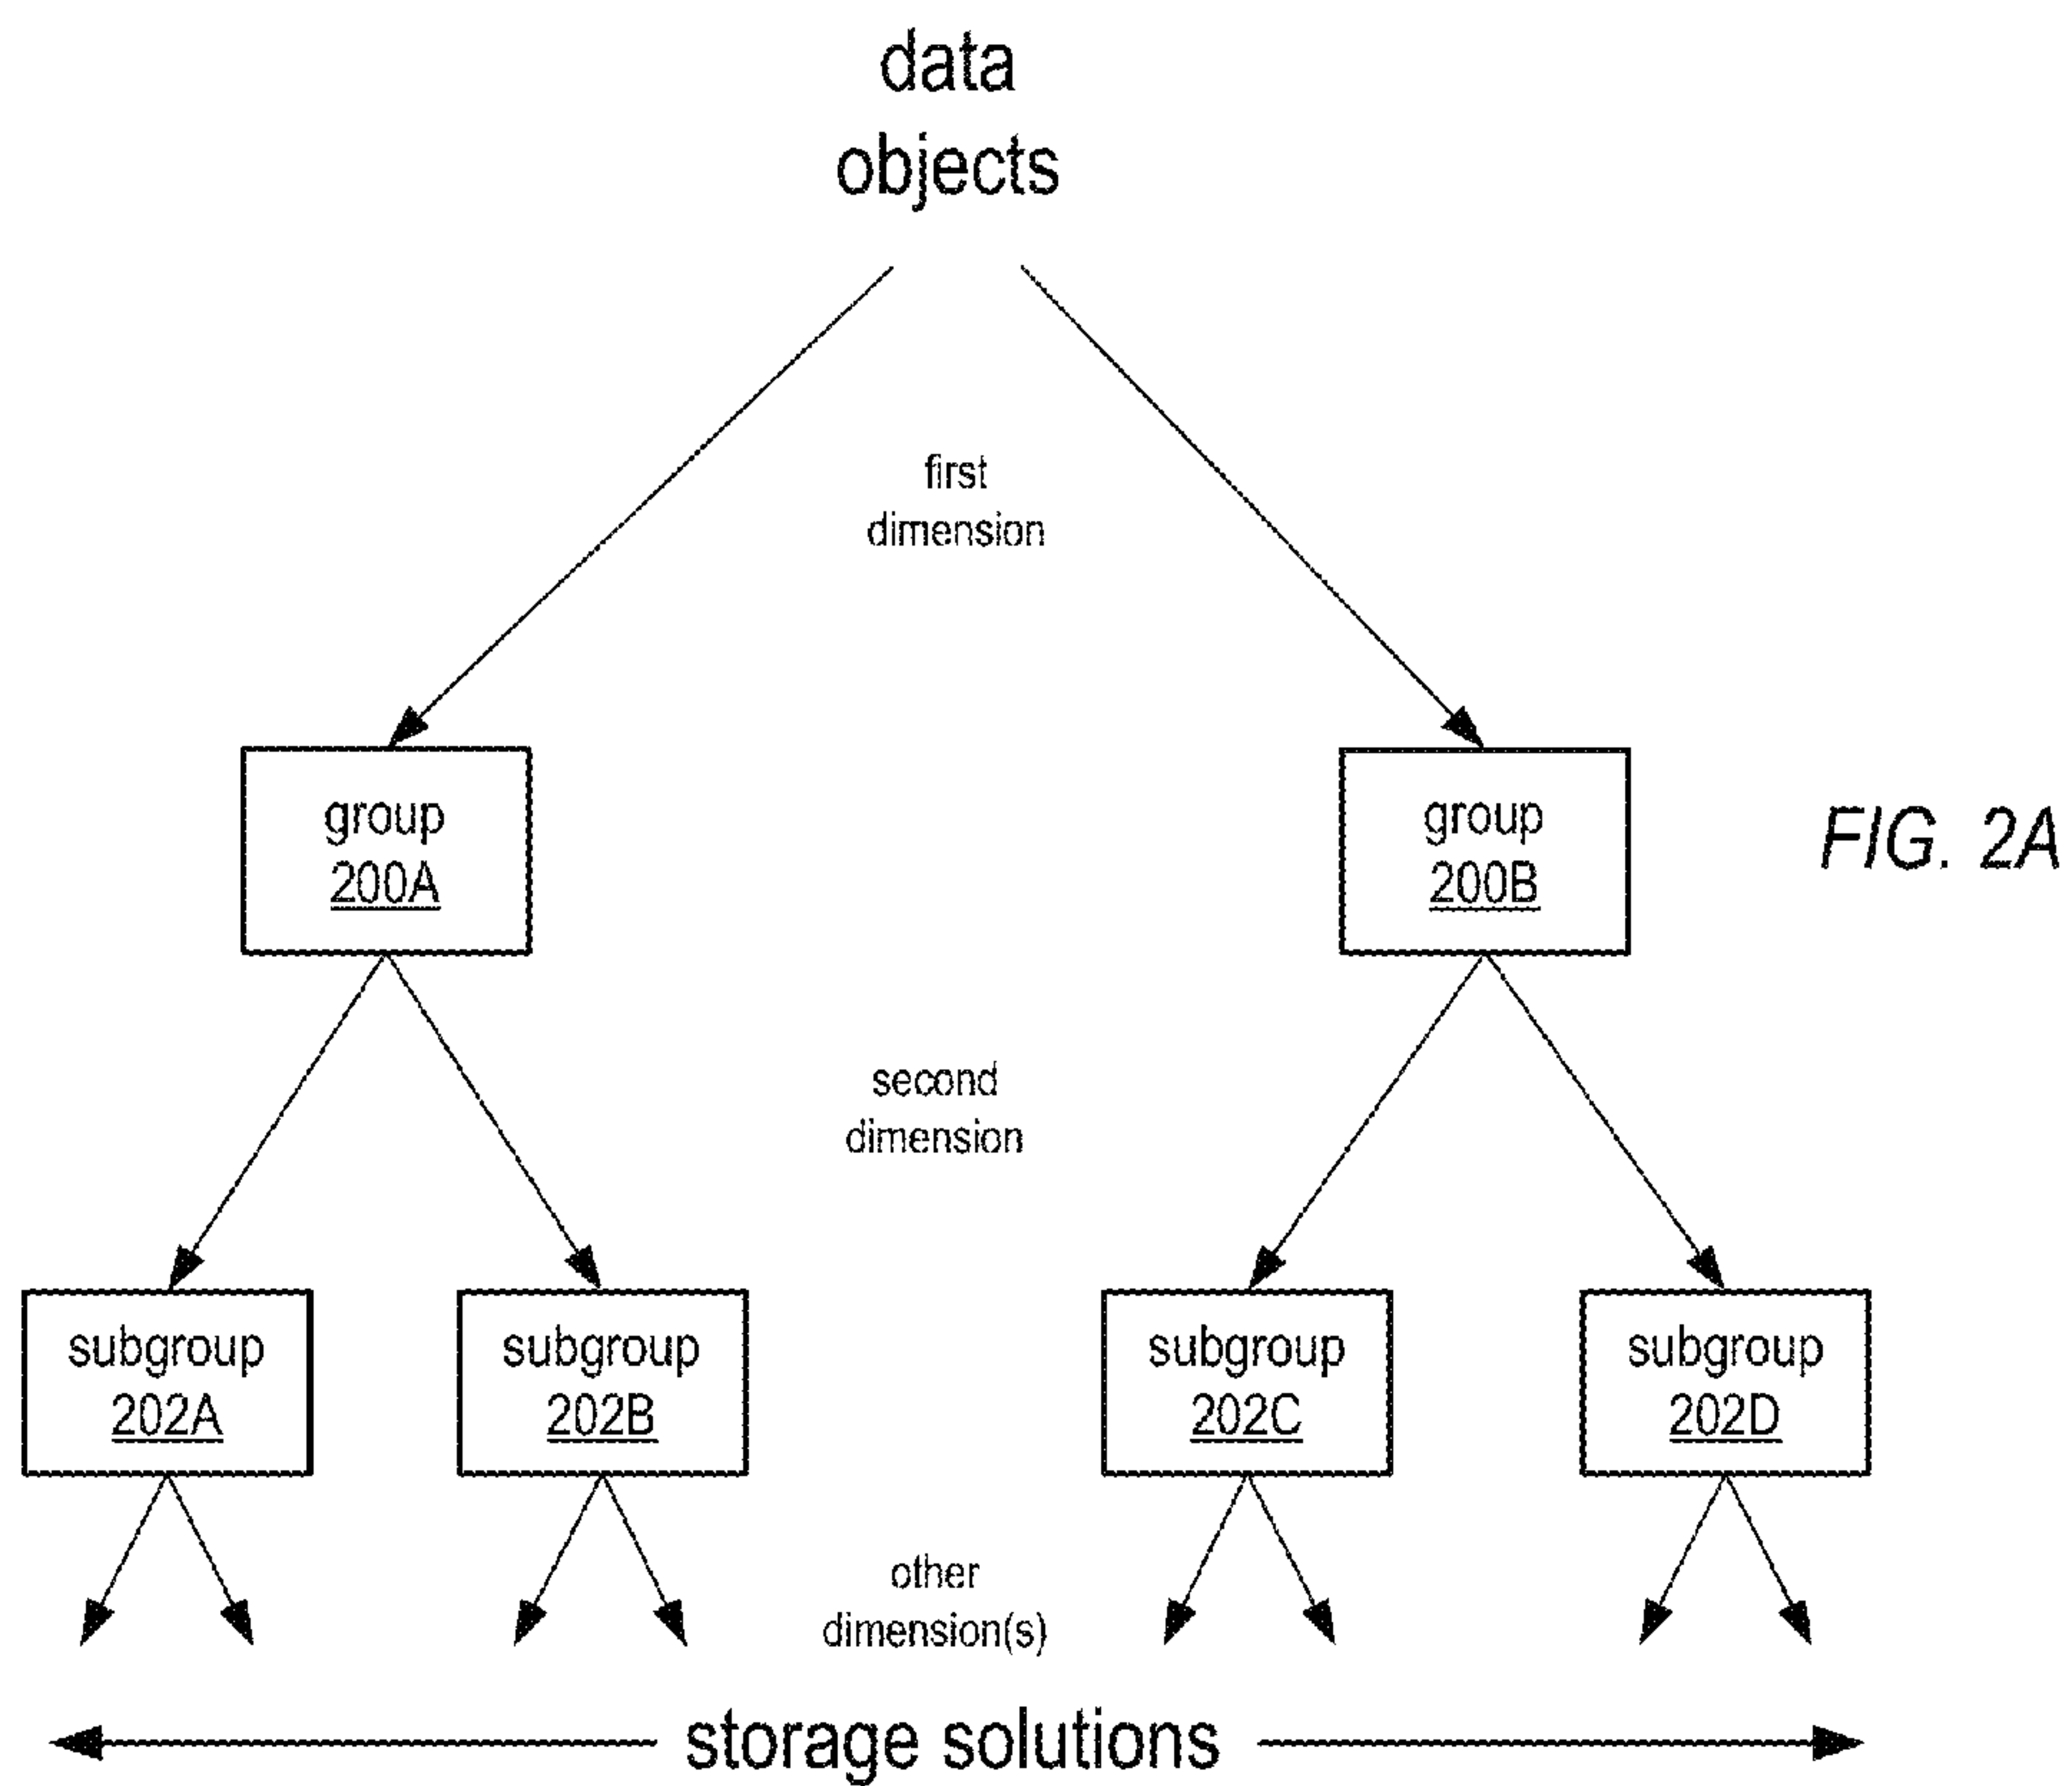 data
objects
first
dimension
group
200A
group
200B
FIG. 2A
second
dimension
subgroup
202A
subgroup
202B
subgroup
202C
subgroup
202D
other
dimension(s)
storage solutions